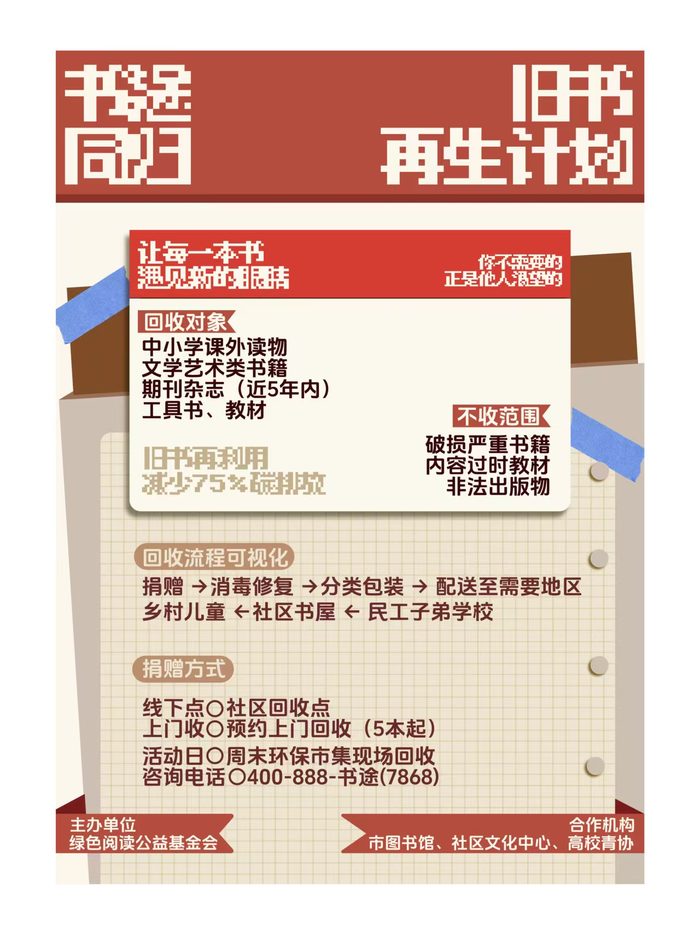 书途
同归
旧书
再生计划
让每一本书
遇见新的眼睛
你不需要的
正是他人渴望的
回收对象
中小学课外读物
文学艺术类书籍
期刊杂志（近5年内）
工具书、教材
不收范围
破损严重书籍
内容过时教材
非法出版物
旧书再利用
减少75%碳排放
回收流程可视化
捐赠 →消毒修复 →分类包装 → 配送至需要地区
乡村儿童 ←社区书屋 ← 民工子弟学校
捐赠方式
线下点○社区回收点
上门收○预约上门回收（5本起）
活动日○周末环保市集现场回收
咨询电话○400-888-书途(7868)
主办单位
绿色阅读公益基金会
合作机构
市图书馆、社区文化中心、高校青协